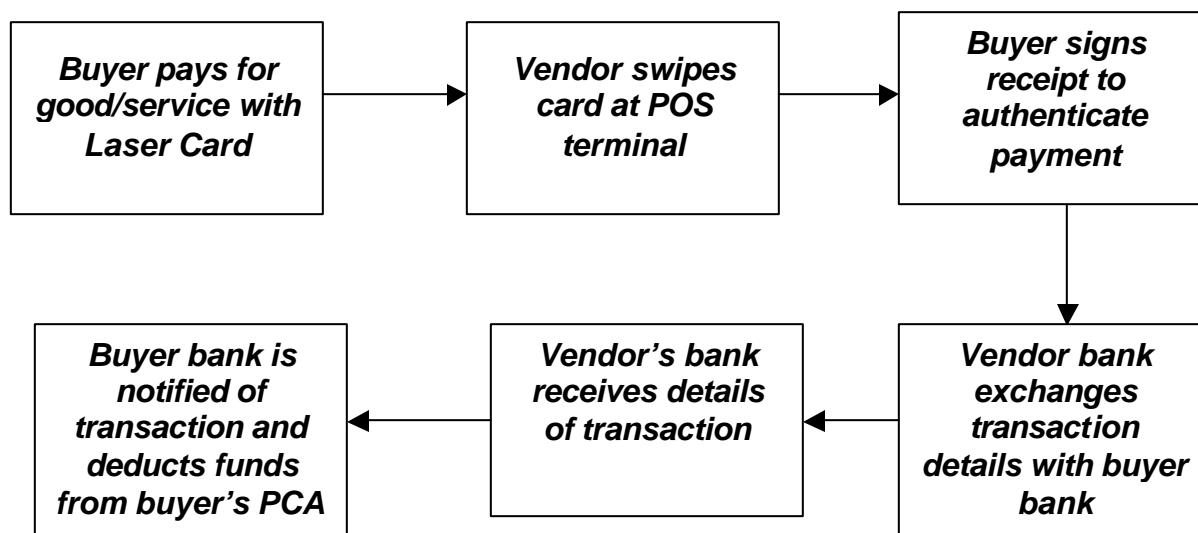 Buyer pays for
good/service with
Laser Card
Vendor swipes
card at POS
terminal
Buyer signs
receipt to
authenticate
payment
Vendor bank
exchanges
transaction
details with buyer
bank
Vendor’s bank
receives details
of transaction
Buyer bank is
notified of
transaction and
deducts funds
from buyer’s PCA